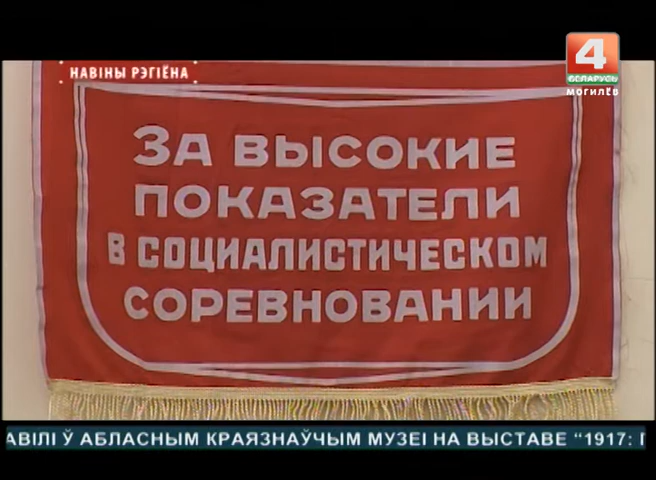 НАВІНЫ РЭГІЁНА
4
БЕЛАРУСЬ
МОГИЛЁВ
ЗА ВЫСОКИЕ
ПОКАЗАТЕЛИ
В СОЦИАЛИСТИЧЕСКОМ
СОРЕВНОВАНИИ
АВІЛІ Ў АБЛАСНЫМ КРАЯЗНАЎЧЫМ МУЗЕІ НА ВЫСТАВЕ “1917: